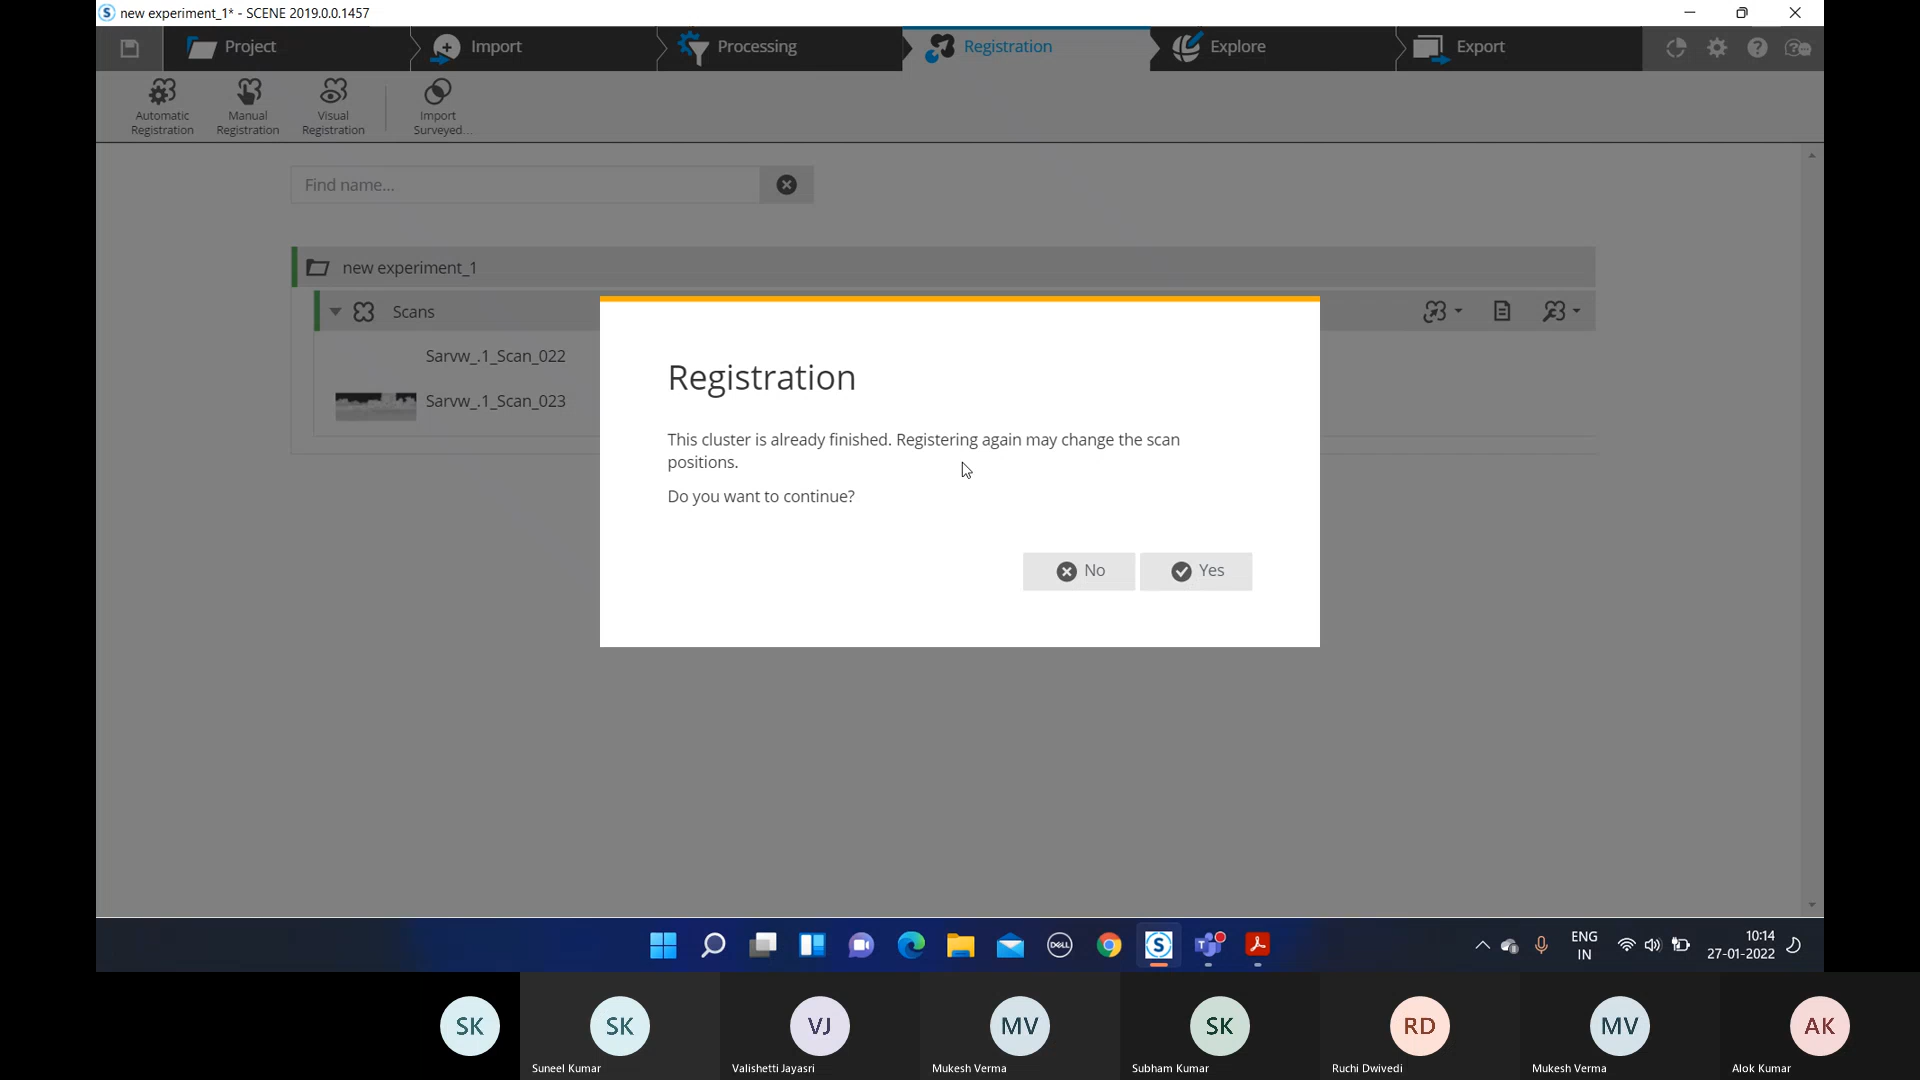 new experiment_1* - SCENE 2019.0.0.1457
Project
Import
Processing
Registration
Explore
Export
Automatic Registration
Manual Registration
Visual Registration
Import Surveyed...
Find name...
new experiment_1
Scans
Sarvw_.1_Scan_022
Sarvw_.1_Scan_023
Registration
This cluster is already finished. Registering again may change the scan
positions.
Do you want to continue?
No
Yes
DELL
ENG
IN
10:14
27-01-2022
SK
SK
VJ
MV
SK
RD
MV
AK
Suneel Kumar
Valishetti Jayasri
Mukesh Verma
Subham Kumar
Ruchi Dwivedi
Mukesh Verma
Alok Kumar